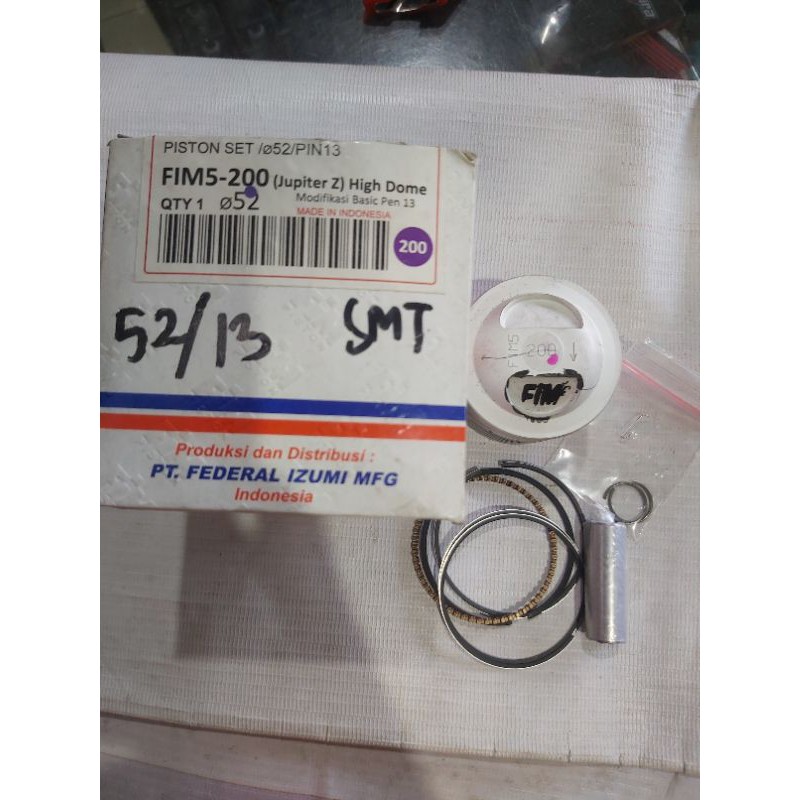 PISTON SET /ø52/PIN13
FIM5-200 (Jupiter Z) High Dome
Modifikasi Basic Pen 13
QTY 1 ø52
MADE IN INDONESIA
200
52/13 SMT
Produksi dan Distribusi :
PT. FEDERAL IZUMI MFG
Indonesia
FIM5
200
FIM